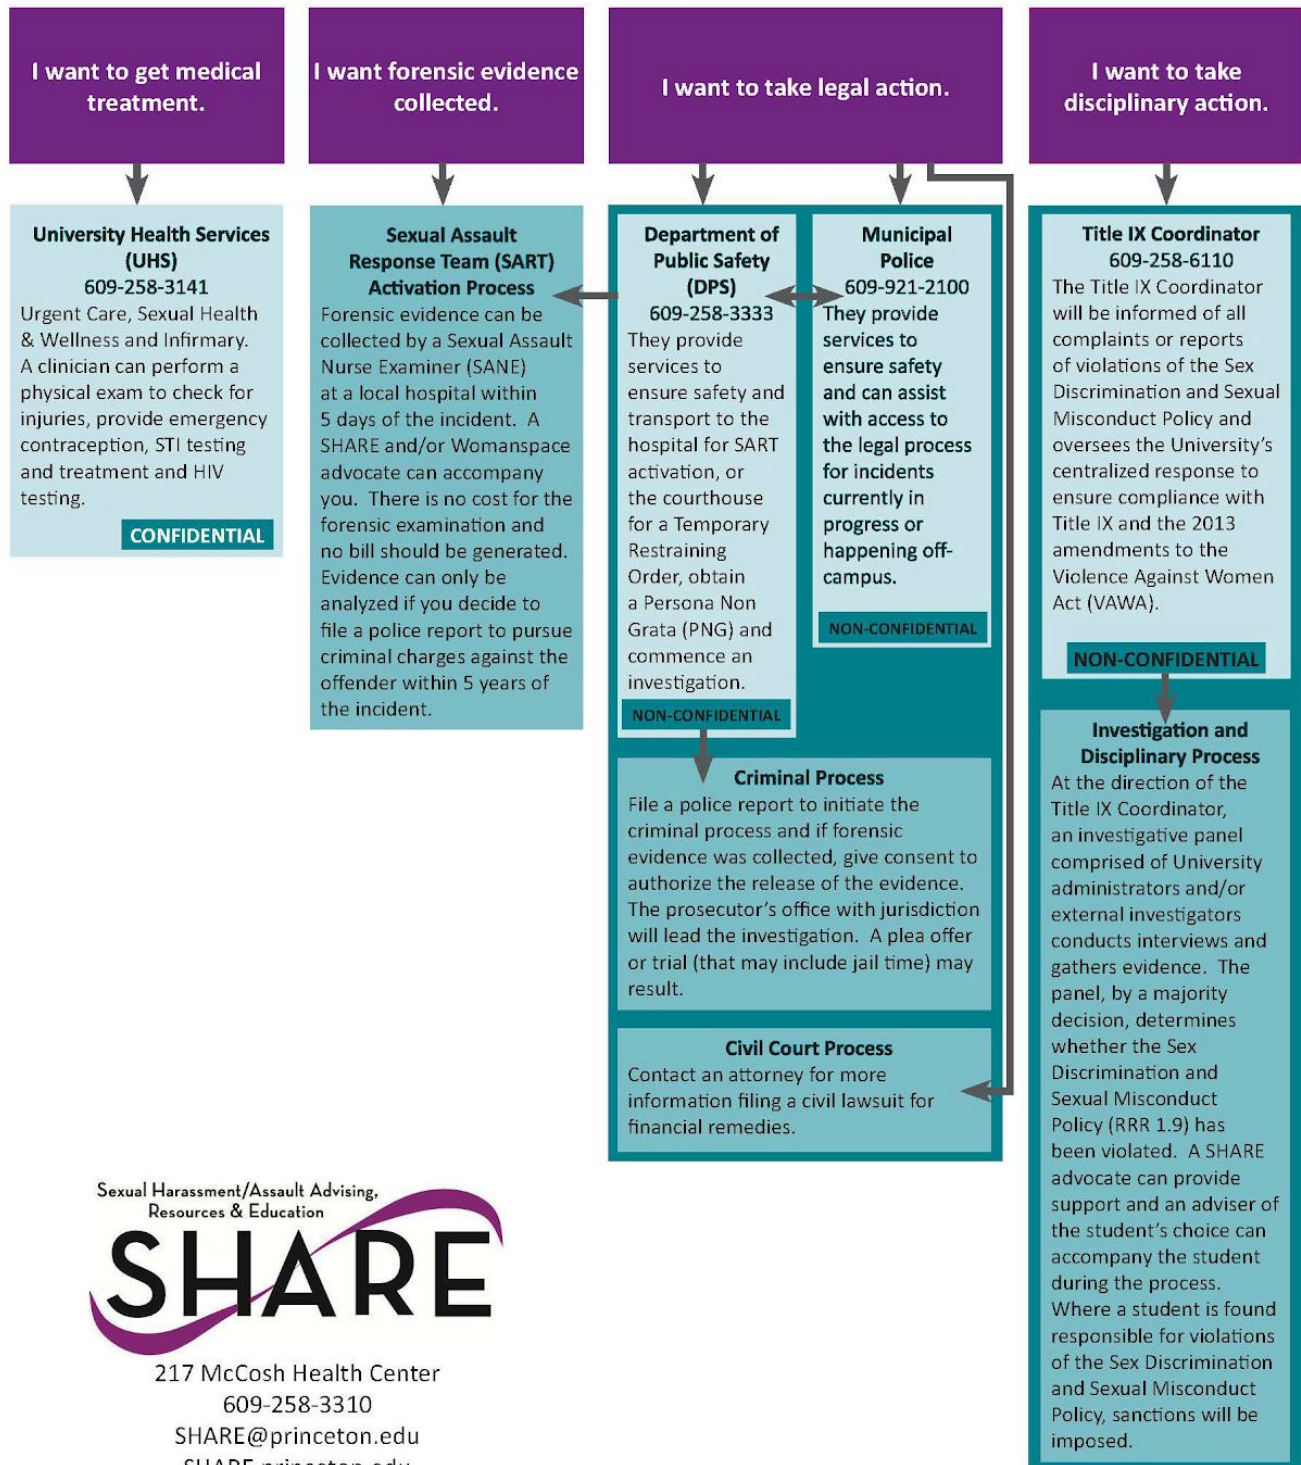 I want to get medical
treatment.
I want forensic evidence
collected.
I want to take legal action.
I want to take
disciplinary action.
University Health Services
(UHS)
609-258-3141
Urgent Care, Sexual Health
& Wellness and Infirmary.
A clinician can perform a
physical exam to check for
injuries, provide emergency
contraception, STI testing
and treatment and HIV
testing.
CONFIDENTIAL
Sexual Assault
Response Team (SART)
Activation Process
Forensic evidence can be
collected by a Sexual Assault
Nurse Examiner (SANE)
at a local hospital within
5 days of the incident. A
SHARE and/or Womanspace
advocate can accompany
you. There is no cost for the
forensic examination and
no bill should be generated.
Evidence can only be
analyzed if you decide to
file a police report to pursue
criminal charges against the
offender within 5 years of
the incident.
Department of
Public Safety
(DPS)
609-258-3333
They provide
services to
ensure safety and
transport to the
hospital for SART
activation, or
the courthouse
for a Temporary
Restraining
Order, obtain
a Persona Non
Grata (PNG) and
commence an
investigation.
NON-CONFIDENTIAL
Municipal
Police
609-921-2100
They provide
services to
ensure safety
and can assist
with access to
the legal process
for incidents
currently in
progress or
happening off-
campus.
NON-CONFIDENTIAL
Criminal Process
File a police report to initiate the
criminal process and if forensic
evidence was collected, give consent to
authorize the release of the evidence.
The prosecutor's office with jurisdiction
will lead the investigation. A plea offer
or trial (that may include jail time) may
result.
Civil Court Process
Contact an attorney for more
information filing a civil lawsuit for
financial remedies.
Title IX Coordinator
609-258-6110
The Title IX Coordinator
will be informed of all
complaints or reports
of violations of the Sex
Discrimination and Sexual
Misconduct Policy and
oversees the University's
centralized response to
ensure compliance with
Title IX and the 2013
amendments to the
Violence Against Women
Act (VAWA).
NON-CONFIDENTIAL
Investigation and
Disciplinary Process
At the direction of the
Title IX Coordinator,
an investigative panel
comprised of University
administrators and/or
external investigators
conducts interviews and
gathers evidence. The
panel, by a majority
decision, determines
whether the Sex
Discrimination and
Sexual Misconduct
Policy (RRR 1.9) has
been violated. A SHARE
advocate can provide
support and an adviser of
the student's choice can
accompany the student
during the process.
Where a student is found
responsible for violations
of the Sex Discrimination
and Sexual Misconduct
Policy, sanctions will be
imposed.
Sexual Harassment/Assault Advising,
Resources & Education
SHARE
217 McCosh Health Center
609-258-3310
SHARE@princeton.edu
SHARE.princeton.edu